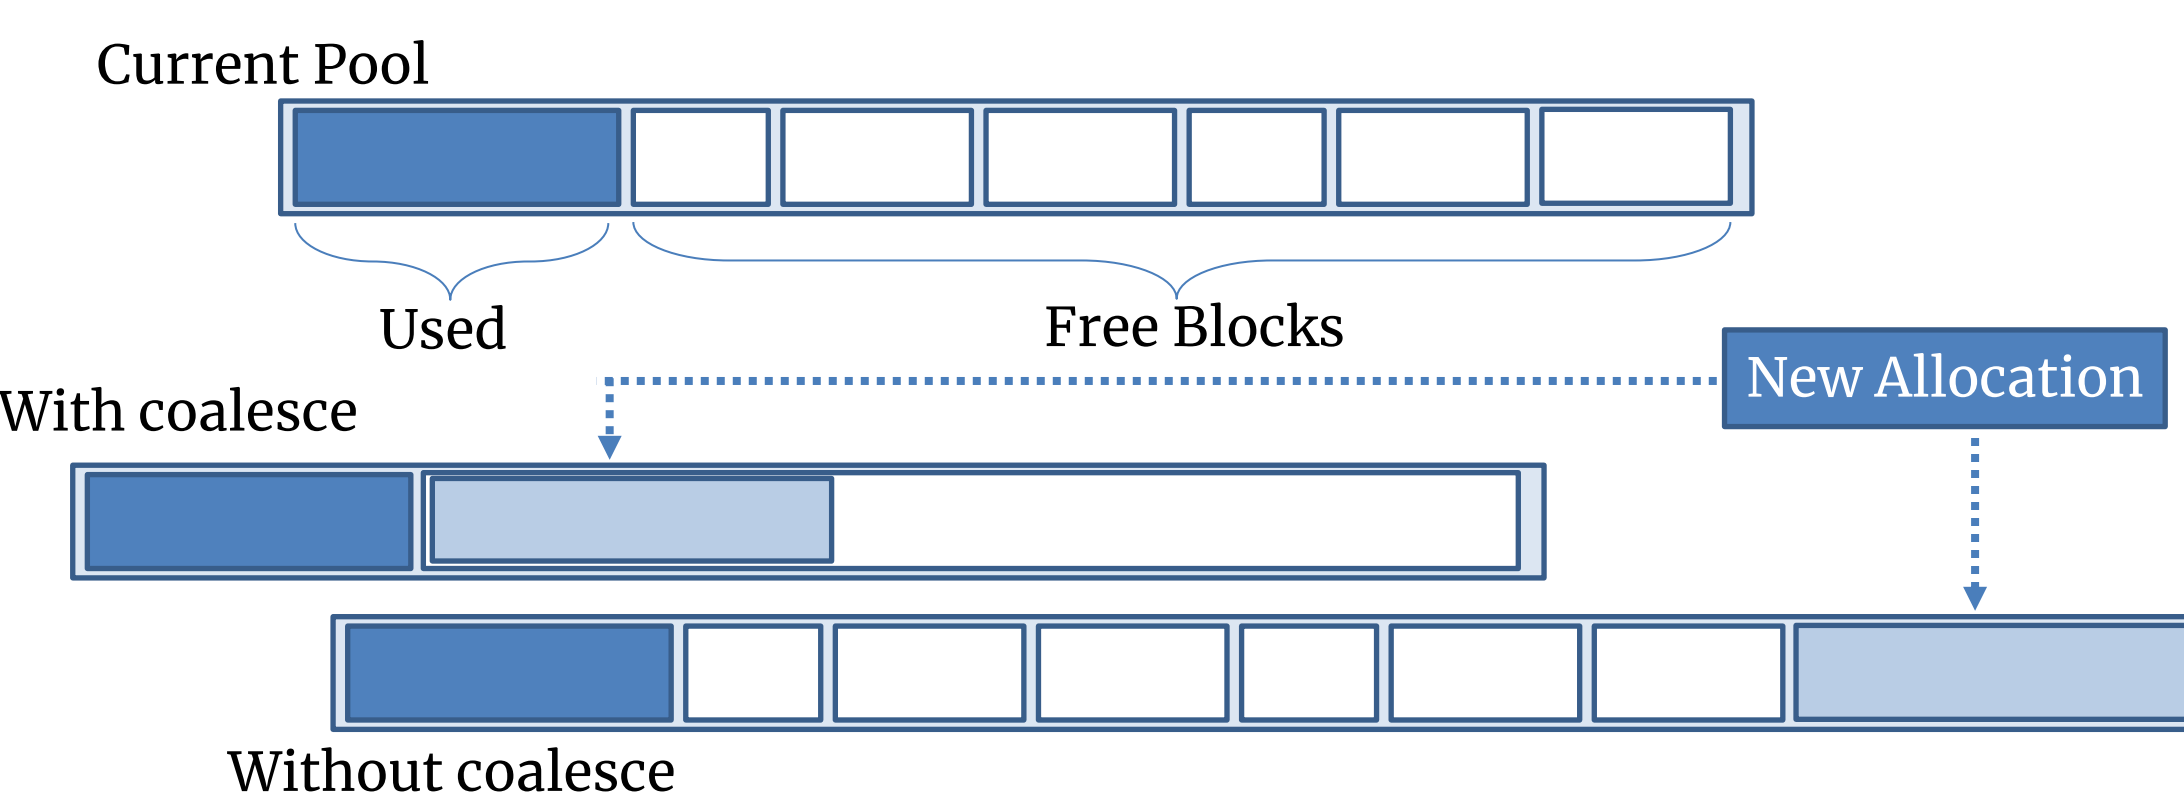 Current Pool
Used
Free Blocks
New Allocation
With coalesce
Without coalesce